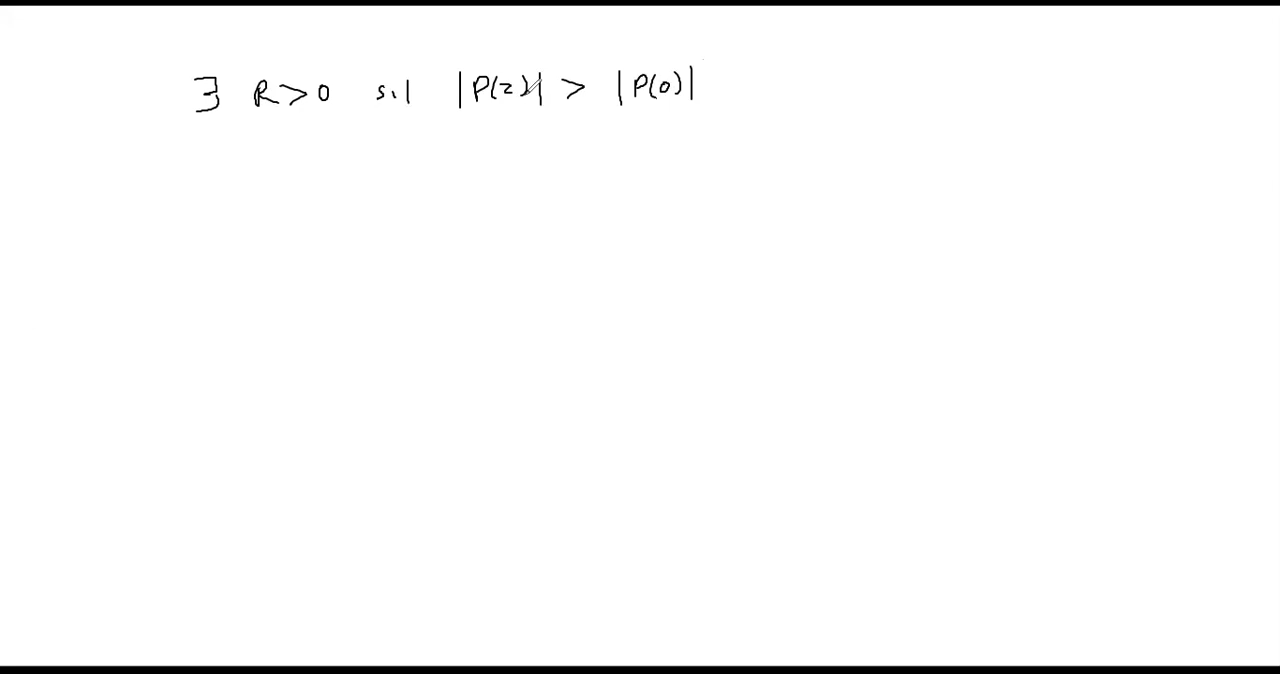 ∃ R>0 s.t |P(z)| > |P(0)|